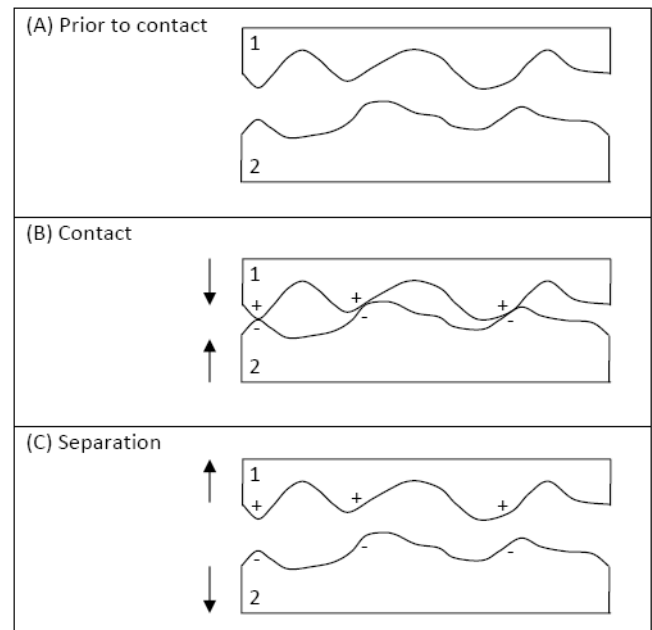 (A) Prior to contact
1
2
(B) Contact
1
+ + +
- - -
2
(C) Separation
1
+ + +
- - -
2